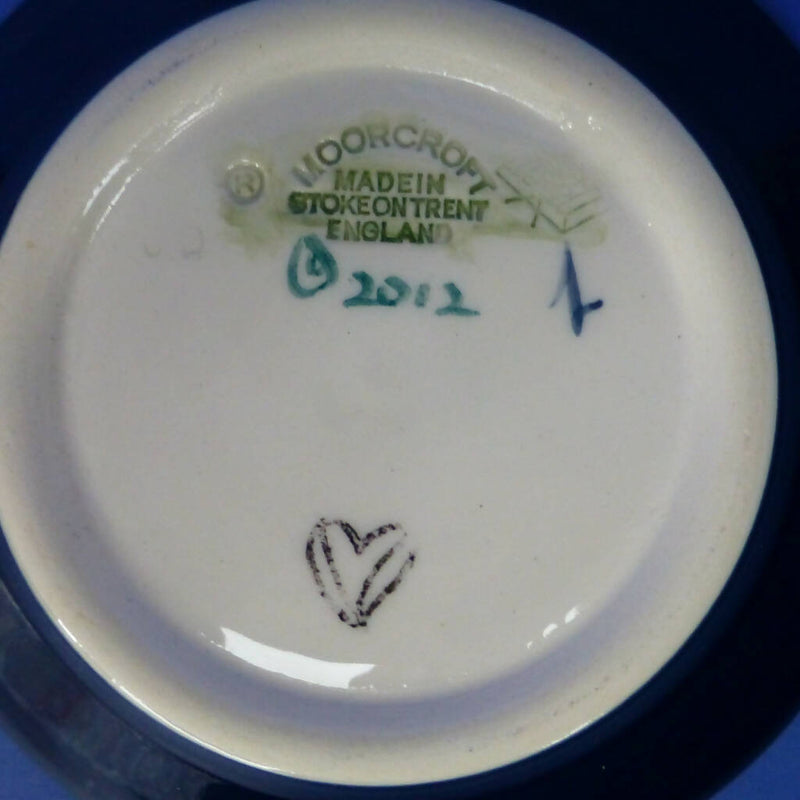 ® MOORCROFT
MADE IN
STOKE ON TRENT
ENGLAND
© 2012